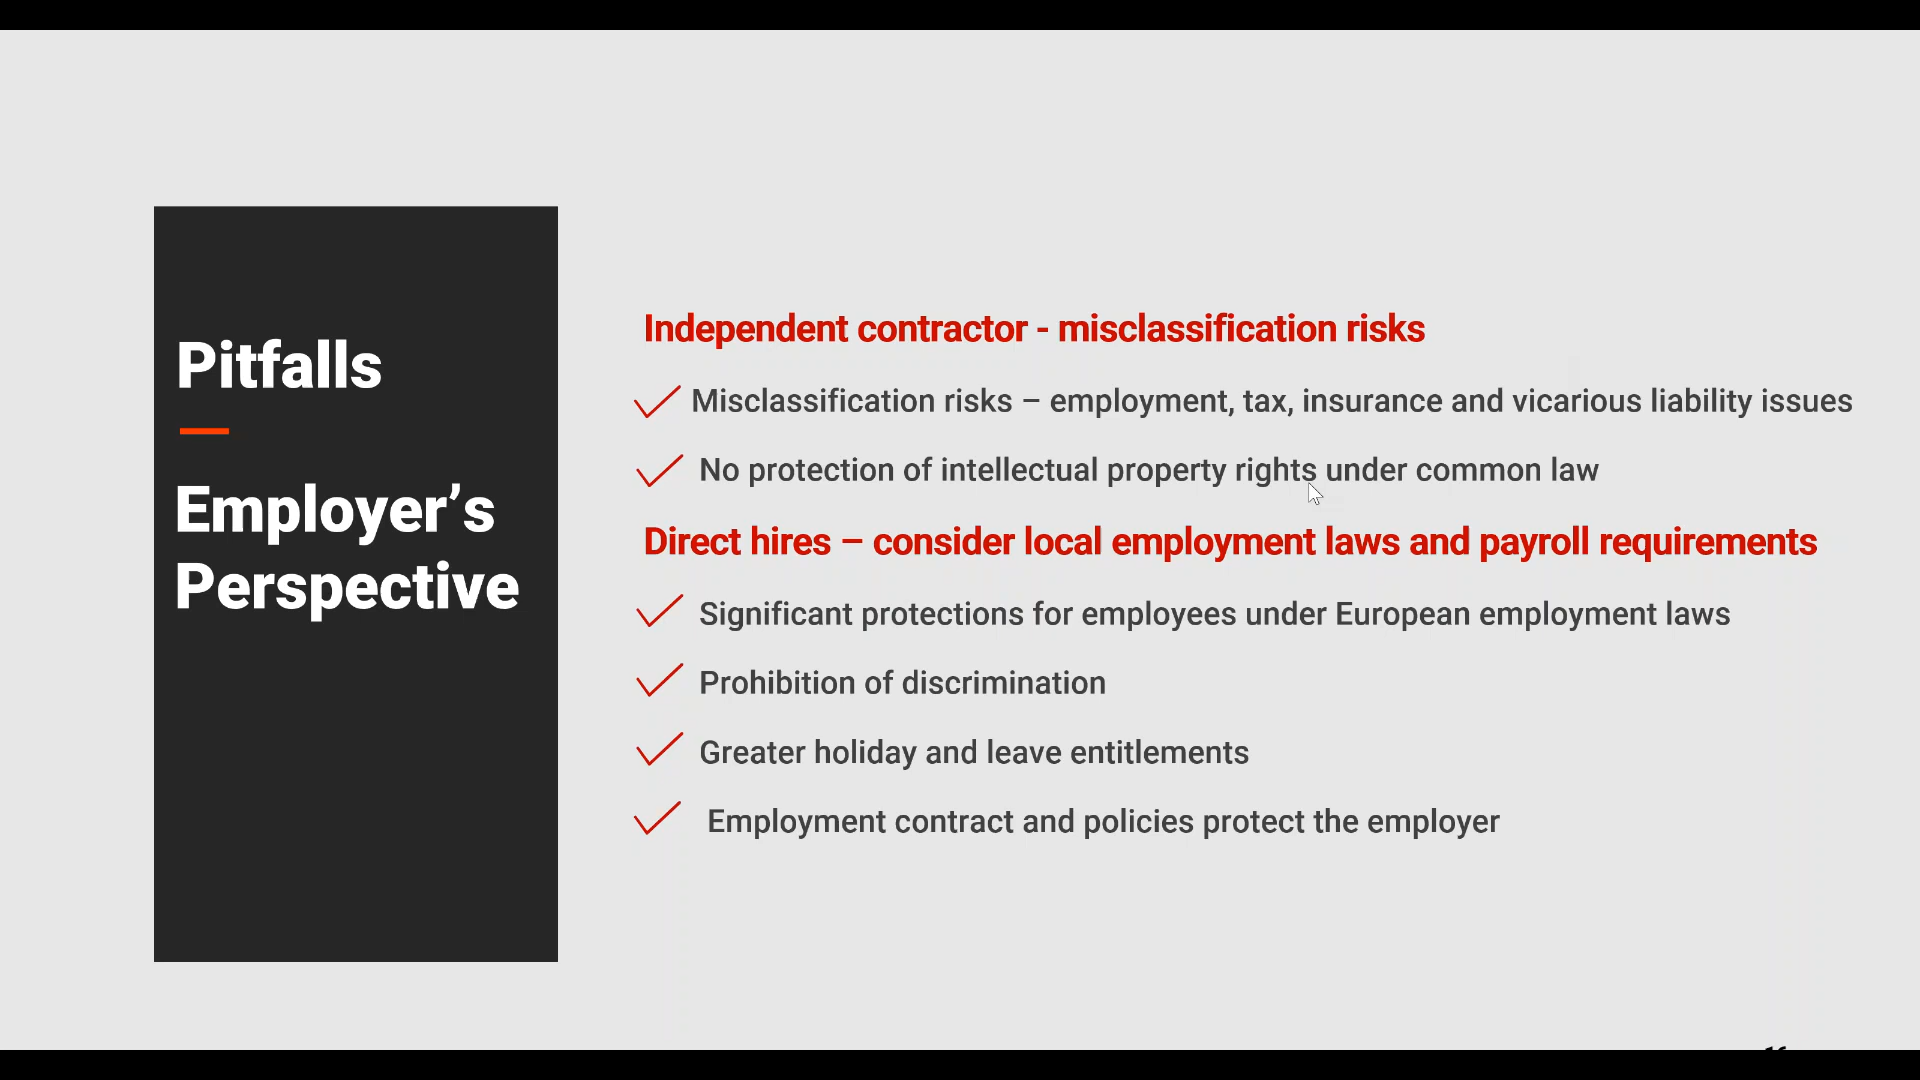 Pitfalls
Employer’s
Perspective
Independent contractor - misclassification risks
Misclassification risks – employment, tax, insurance and vicarious liability issues
No protection of intellectual property rights under common law
Direct hires – consider local employment laws and payroll requirements
Significant protections for employees under European employment laws
Prohibition of discrimination
Greater holiday and leave entitlements
Employment contract and policies protect the employer